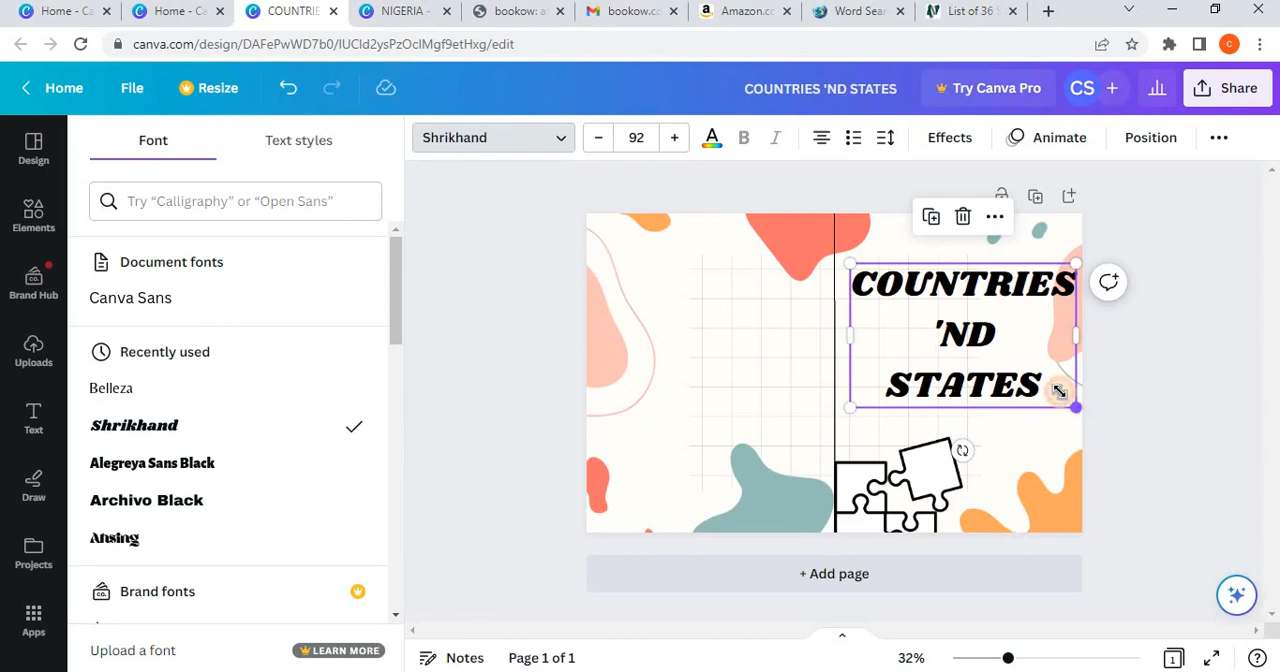 Home - Ca
Home - Ca
COUNTRIE
NIGERIA -
bookow: a
bookow.co
Amazon.c
Word Sea
List of 36 S
canva.com/design/DAFePwWD7b0/IUCId2ysPzOcIMgf9etHxg/edit
C
Home
File
Resize
COUNTRIES 'ND STATES
Try Canva Pro
CS
Share
Design
Elements
Brand Hub
Uploads
Text
Draw
Projects
Apps
Font
Text styles
Try “Calligraphy” or “Open Sans”
Document fonts
Canva Sans
Recently used
Belleza
Shrikhand
Alegreya Sans Black
Archivo Black
Ahsing
Brand fonts
Upload a font
LEARN MORE
Shrikhand
92
A
B
I
Effects
Animate
Position
COUNTRIES
'ND
STATES
+ Add page
Notes
Page 1 of 1
32%
1